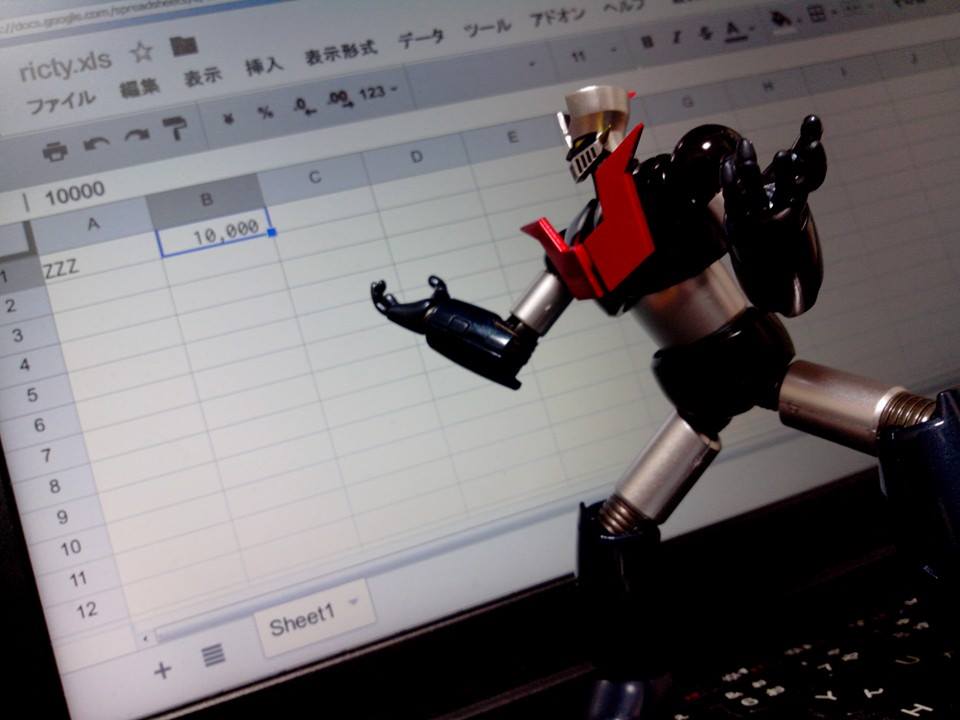 ://docs.google.com/spreadsheets/
ricty.xls
ファイル 編集 表示 挿入 表示形式 データ ツール アドオン ヘルプ
¥ % .0 .00 123 11 B I S A
10000
A B C D E G H I J
1 ZZZ 10,000
2
3
4
5
6
7
8
9
10
11
12
+ Sheet1